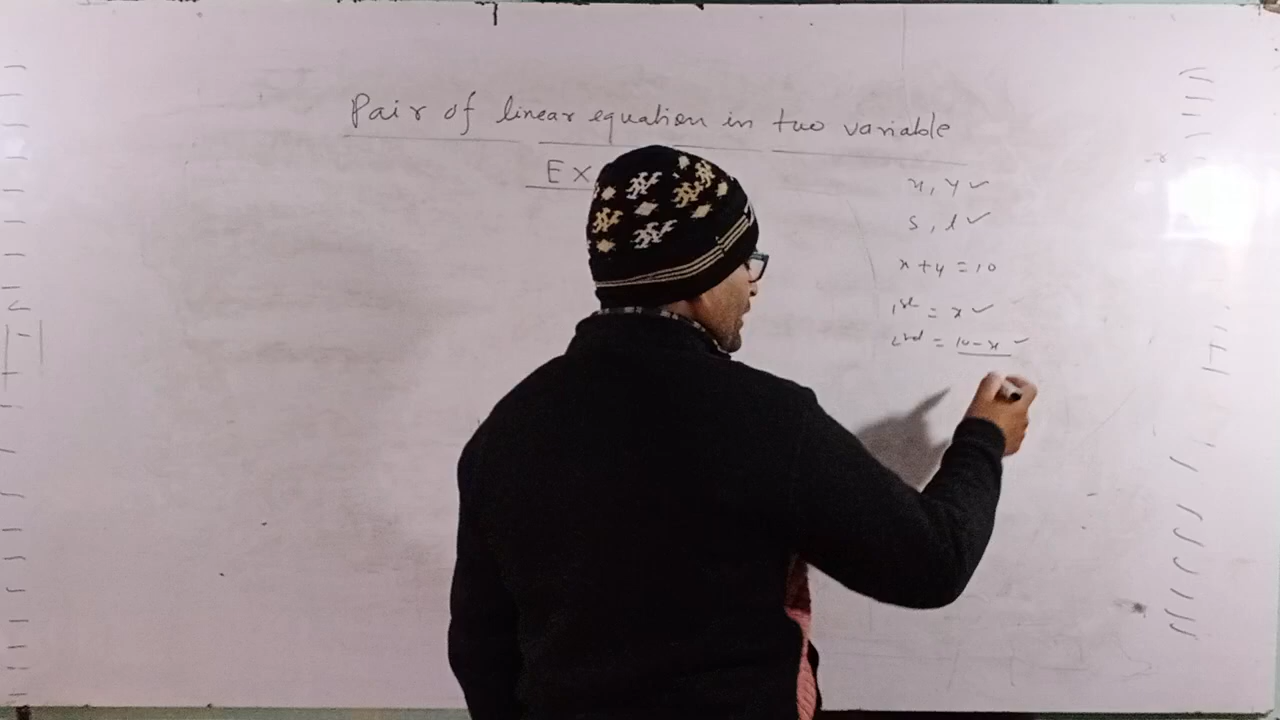 Pair of linear equation in two variable
EX
x, y ✓
s, l ✓
x + y = 10
1st = x ✓
2nd = 10 - x ✓